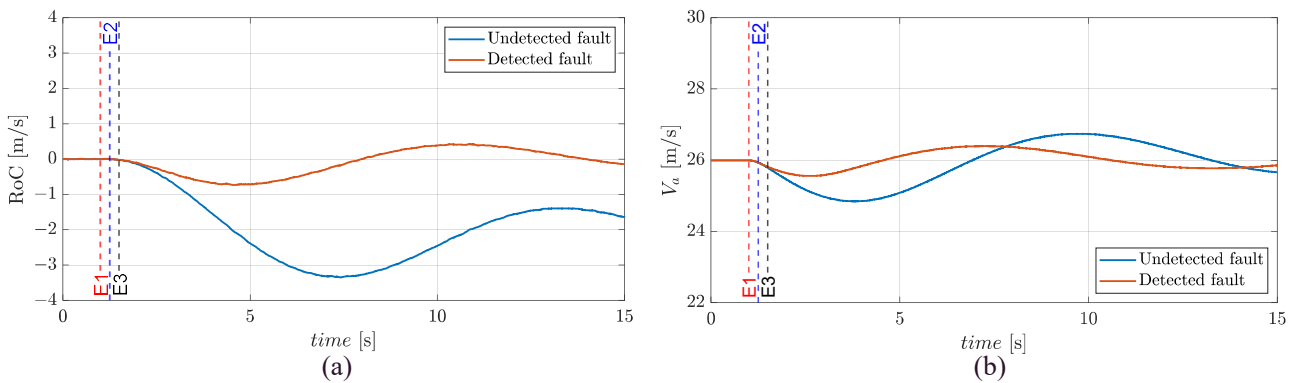 4
3
2
1
0
−1
−2
−3
−4
RoC [m/s]
E1
E2
E3
Undetected fault
Detected fault
0
5
10
15
time [s]
(a)
30
28
26
24
22
V_a [m/s]
E1
E2
E3
Undetected fault
Detected fault
0
5
10
15
time [s]
(b)